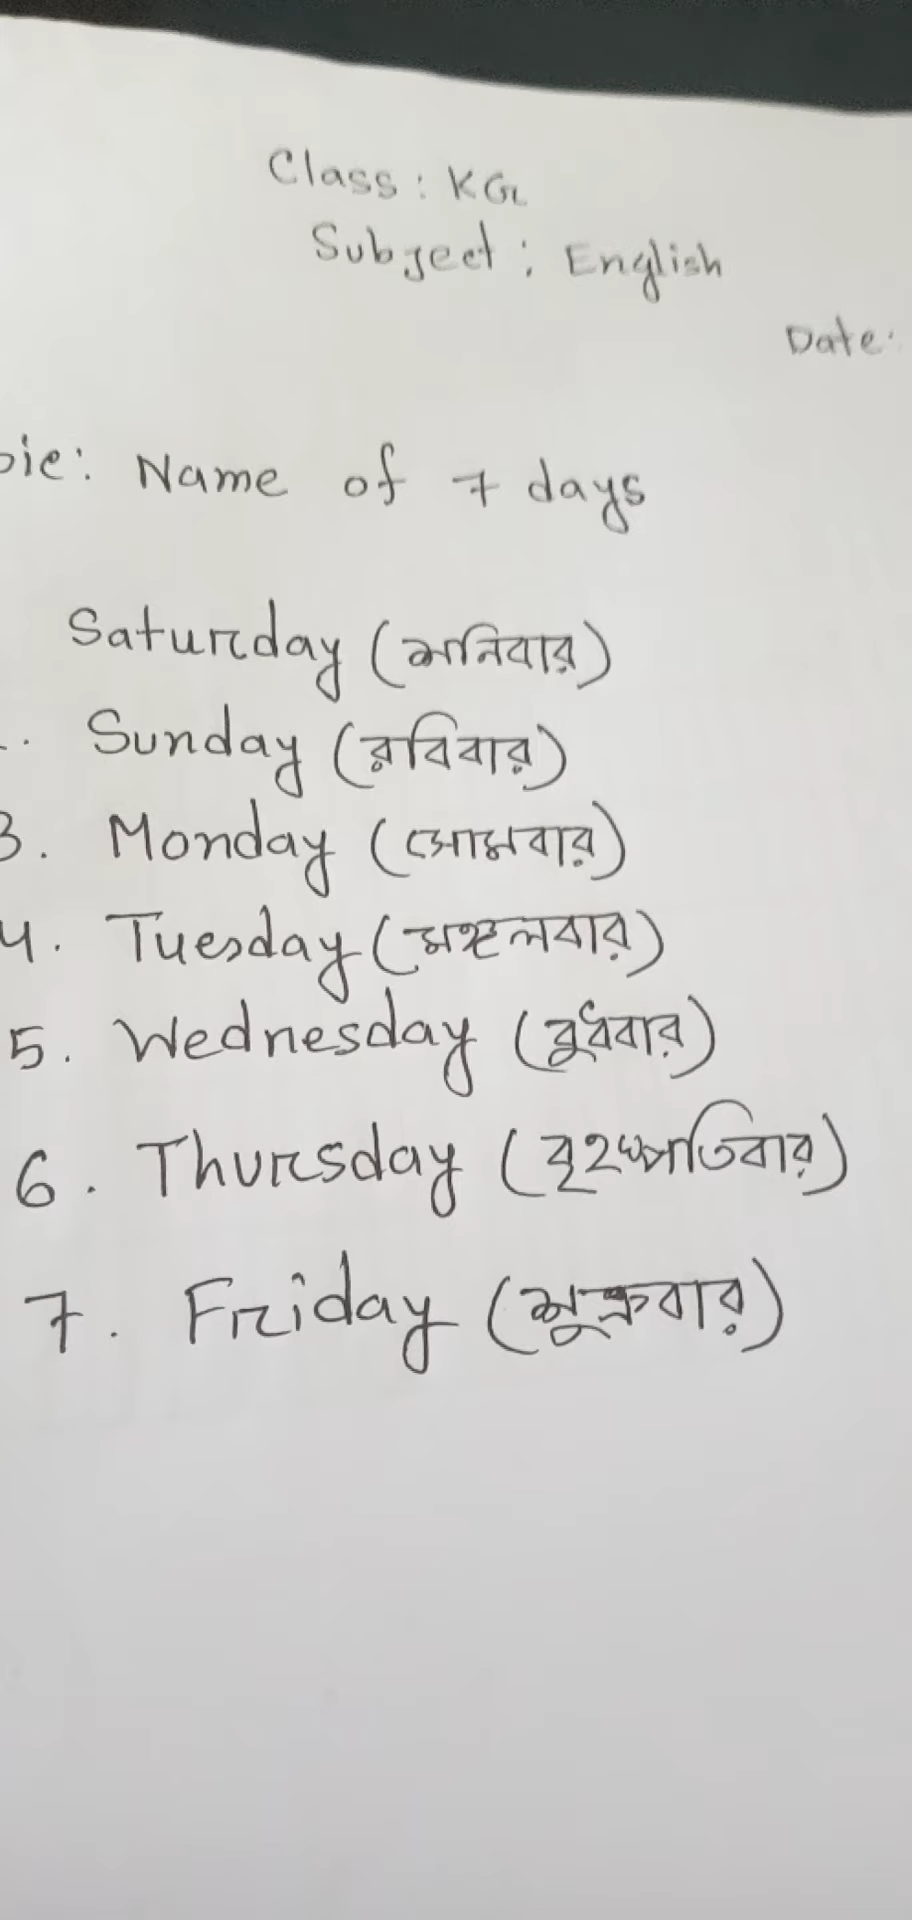 Class: KG
Subject: English
Date:
Name of 7 days
Saturday (শনিবার)
Sunday (রবিবার)
3. Monday (সোমবার)
4. Tuesday (মঙ্গলবার)
5. Wednesday (বুধবার)
6. Thursday (বৃহস্পতিবার)
7. Friday (শুক্রবার)